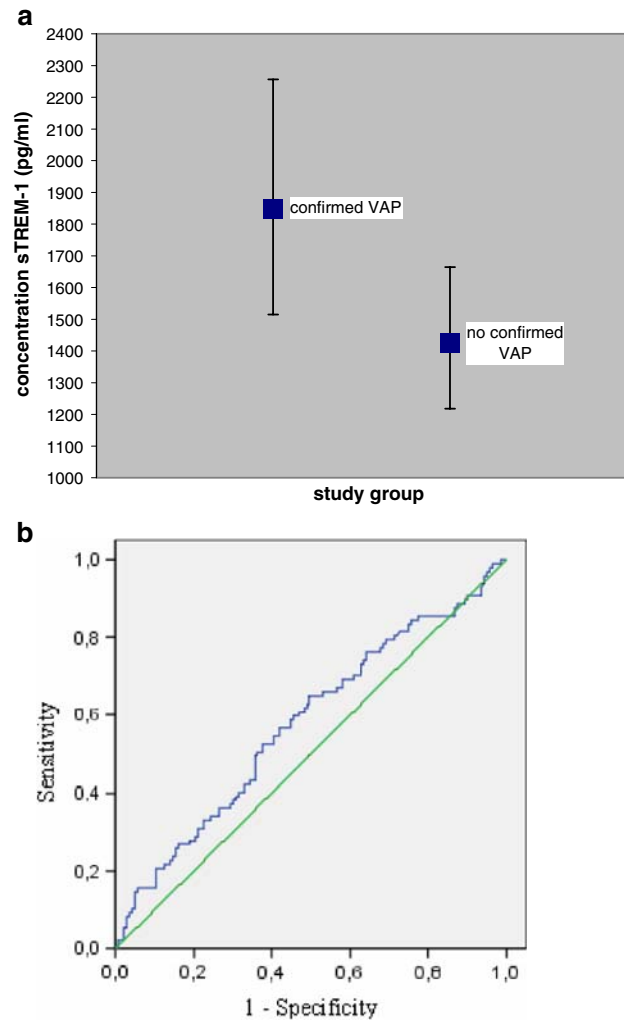 a
concentration sTREM-1 (pg/ml)
2400
2300
2200
2100
2000
1900
1800
1700
1600
1500
1400
1300
1200
1100
1000
confirmed VAP
no confirmed
VAP
study group
b
Sensitivity
1,0
0,8
0,6
0,4
0,2
0,0
0,0 0,2 0,4 0,6 0,8 1,0
1 - Specificity